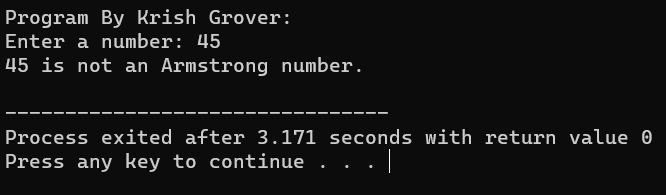 Program By Krish Grover:
Enter a number: 45
45 is not an Armstrong number.
--------------------------------
Process exited after 3.171 seconds with return value 0
Press any key to continue . . .